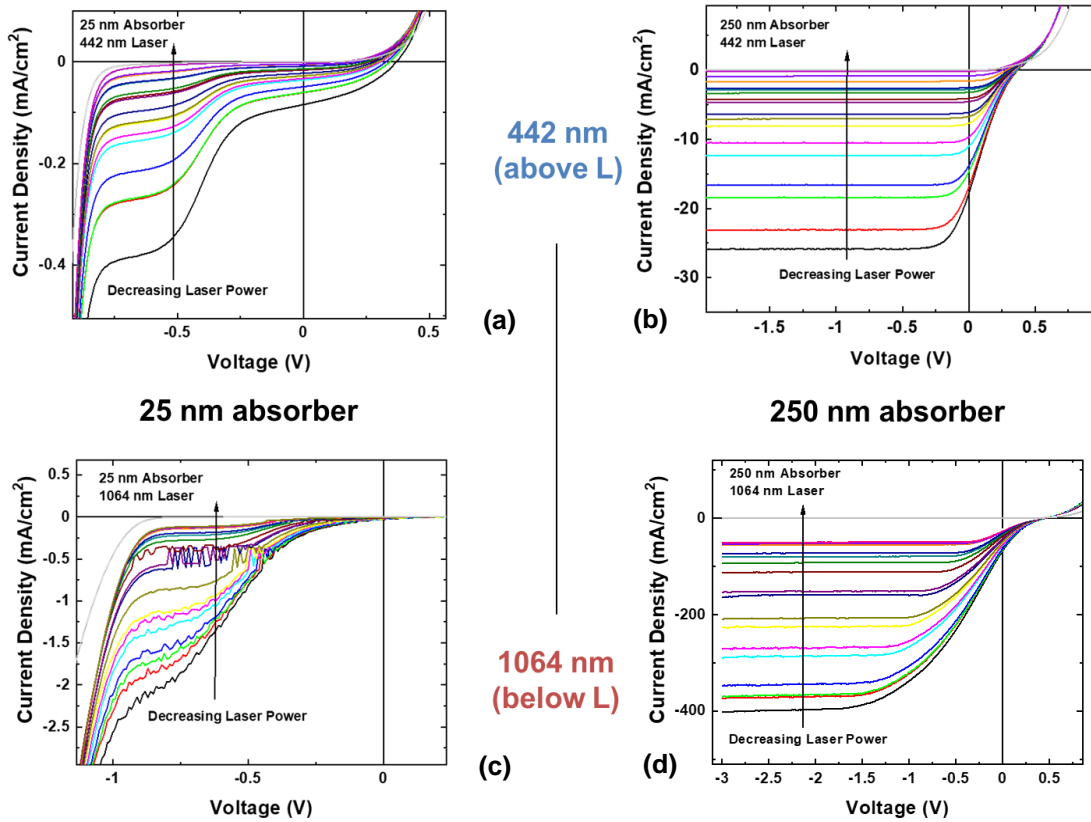 25 nm Absorber
442 nm Laser
0
-0.2
-0.4
Current Density (mA/cm²)
Decreasing Laser Power
-0.5
0
0.5
Voltage (V)
(a)
442 nm
(above L)
250 nm Absorber
442 nm Laser
0
-10
-20
-30
Current Density (mA/cm²)
Decreasing Laser Power
-1.5
-1
-0.5
0
0.5
Voltage (V)
(b)
25 nm absorber
250 nm absorber
25 nm Absorber
1064 nm Laser
0.5
0
-0.5
-1
-1.5
-2
-2.5
Current Density (mA/cm²)
Decreasing Laser Power
-1
-0.5
0
Voltage (V)
(c)
1064 nm
(below L)
250 nm Absorber
1064 nm Laser
0
-200
-400
Current Density (mA/cm²)
Decreasing Laser Power
-3
-2.5
-2
-1.5
-1
-0.5
0
0.5
Voltage (V)
(d)